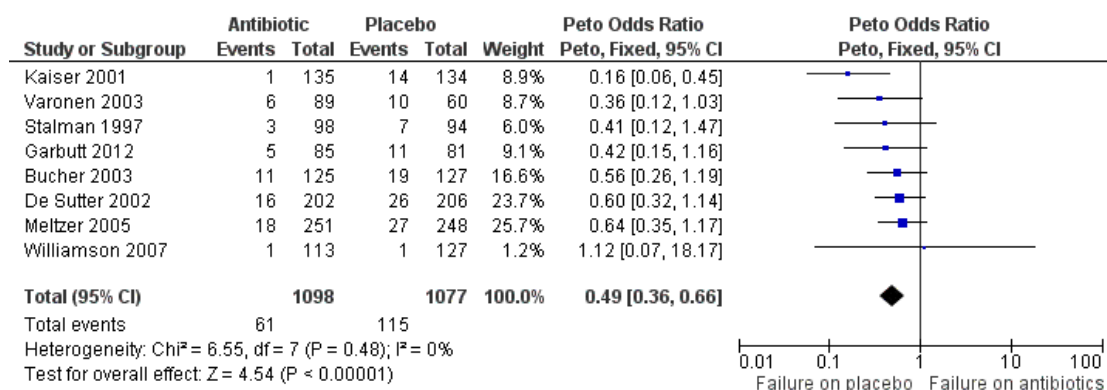 Antibiotic Placebo Peto Odds Ratio Peto Odds Ratio
Study or Subgroup Events Total Events Total Weight Peto, Fixed, 95% CI Peto, Fixed, 95% CI
Kaiser 2001 1 135 14 134 8.9% 0.16 [0.06, 0.45]
Varonen 2003 6 89 10 60 8.7% 0.36 [0.12, 1.03]
Stalman 1997 3 98 7 94 6.0% 0.41 [0.12, 1.47]
Garbutt 2012 5 85 11 81 9.1% 0.42 [0.15, 1.16]
Bucher 2003 11 125 19 127 16.6% 0.56 [0.26, 1.19]
De Sutter 2002 16 202 26 206 23.7% 0.60 [0.32, 1.14]
Meltzer 2005 18 251 27 248 25.7% 0.64 [0.35, 1.17]
Williamson 2007 1 113 1 127 1.2% 1.12 [0.07, 18.17]
Total (95% CI) 1098 1077 100.0% 0.49 [0.36, 0.66]
Total events 61 115
Heterogeneity: Chi² = 6.55, df = 7 (P = 0.48); I² = 0%
Test for overall effect: Z = 4.54 (P < 0.00001)
0.01 0.1 1 10 100
Failure on placebo Failure on antibiotics